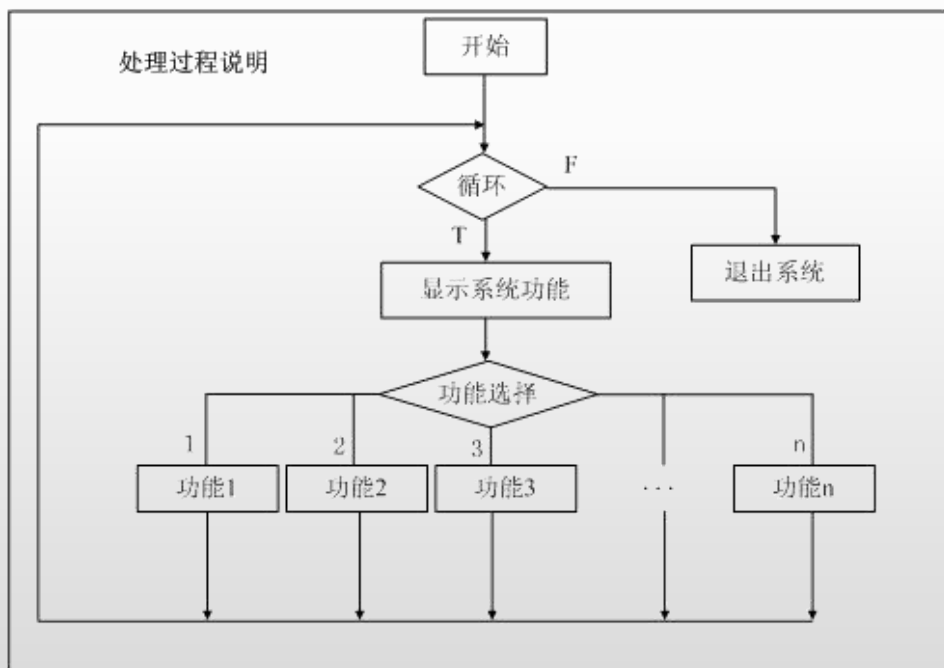 开始
处理过程说明
循环
F
T
退出系统
显示系统功能
功能选择
1
2
3
n
功能1
功能2
功能3
...
功能n